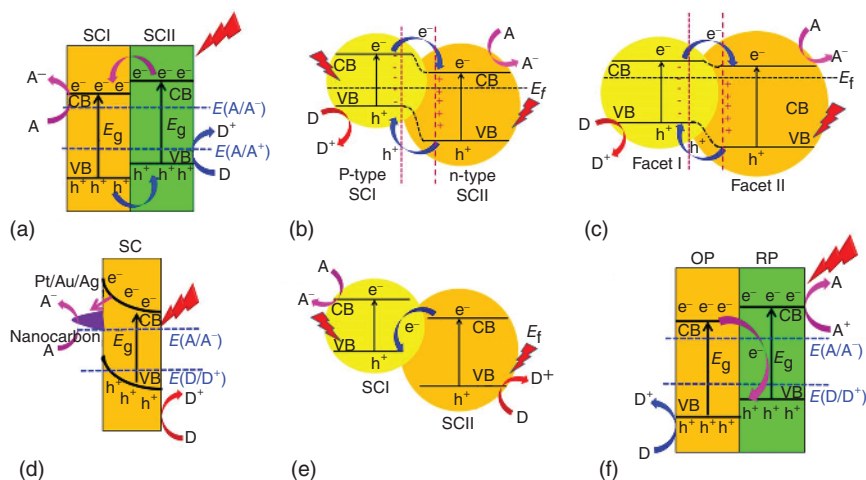 SCI SCII
A⁻ e⁻ e⁻ e⁻ e⁻ e⁻ e⁻
CB CB
A E(A/A⁻)
E_g E_g D⁺
E(A/A⁺)
VB VB
h⁺ h⁺ h⁺ h⁺ h⁺ h⁺ D
(a)
e⁻ e⁻ A
CB CB A⁻
E_f
D VB
D⁺ h⁺ h⁺ h⁺ VB
P-type n-type
SCI SCII
(b)
e⁻ e⁻ A
CB A⁻
E_f
CB
D VB
D⁺ h⁺ h⁺ h⁺ VB
Facet I Facet II
(c)
SC
Pt/Au/Ag e⁻ e⁻ e⁻
A⁻ CB
Nanocarbon E(A/A⁻)
A E_g
VB E(D/D⁺)
h⁺ h⁺ h⁺ D⁺
D
(d)
A e⁻
A⁻ CB e⁻ e⁻ CB
VB E_f
h⁺ VB h⁺ D+
SCI SCII D
(e)
OP RP
e⁻ e⁻ e⁻ e⁻ e⁻ e⁻ A
CB CB A⁺
E(A/A⁻)
E_g e⁻ E_g
E(D/D⁺)
D⁺ VB VB
h⁺ h⁺ h⁺ h⁺ h⁺ h⁺
D
(f)